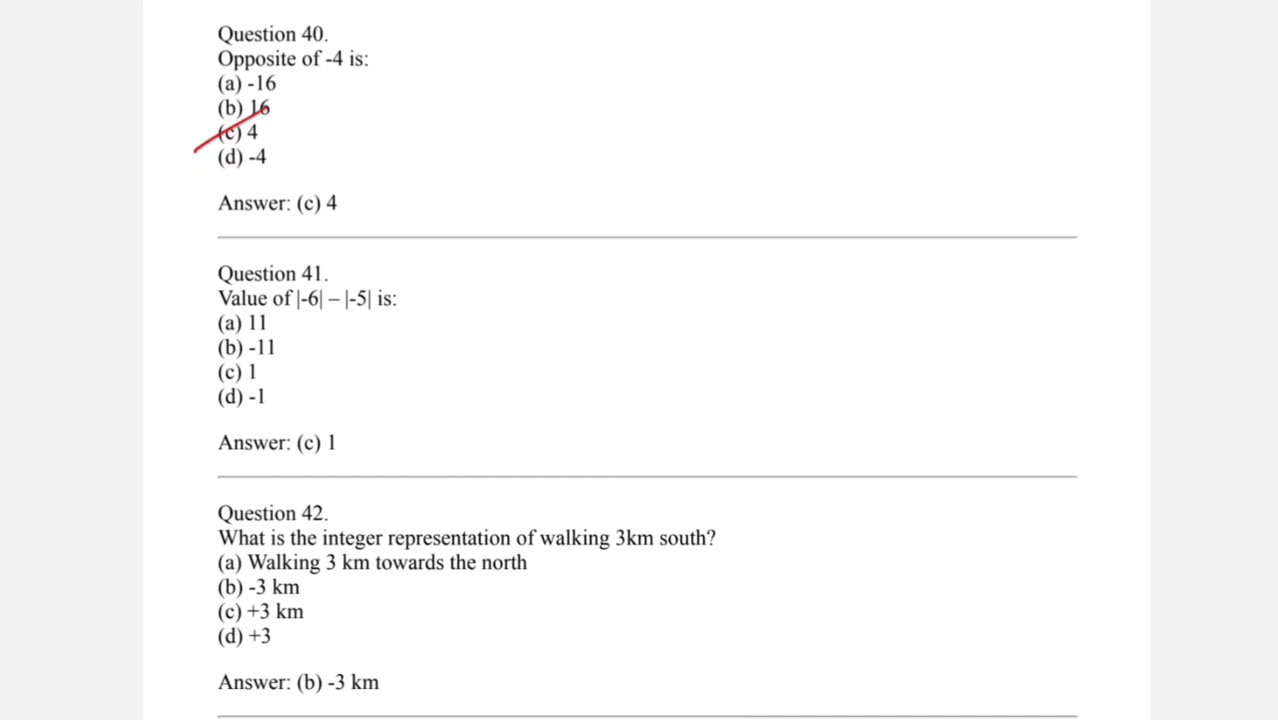 Question 40.
Opposite of -4 is:
(a) -16
(b) 16
(c) 4
(d) -4
Answer: (c) 4
Question 41.
Value of |-6| – |-5| is:
(a) 11
(b) -11
(c) 1
(d) -1
Answer: (c) 1
Question 42.
What is the integer representation of walking 3km south?
(a) Walking 3 km towards the north
(b) -3 km
(c) +3 km
(d) +3
Answer: (b) -3 km